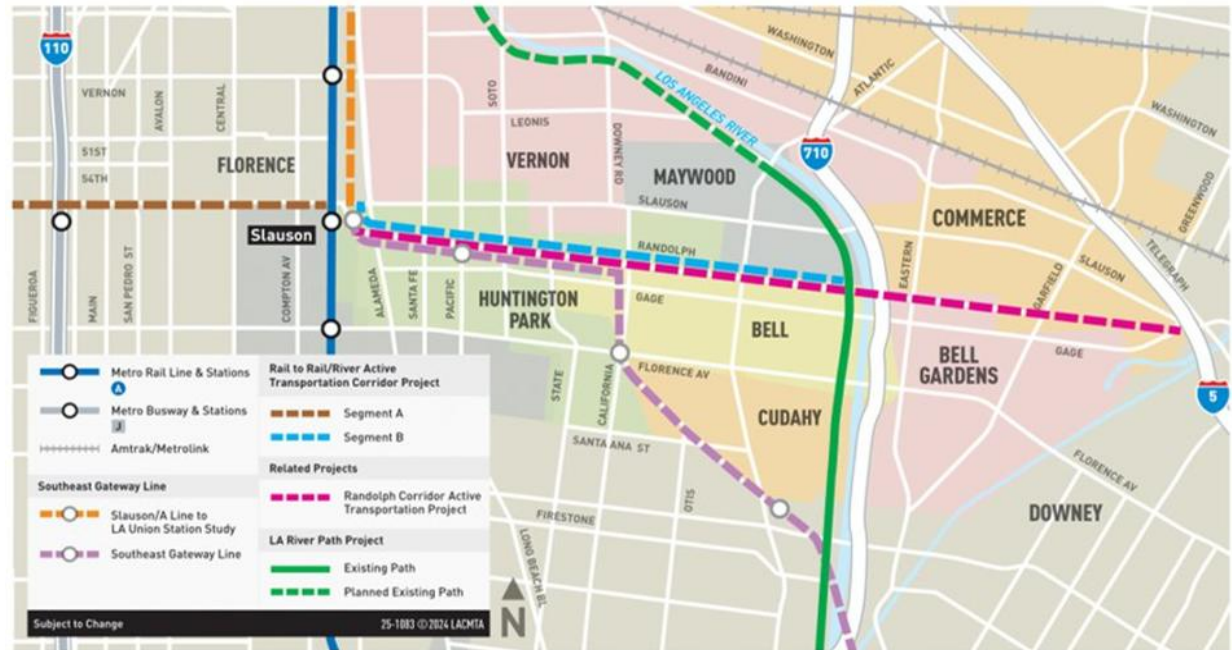 110
VERNON
AVALON
CENTRAL
51ST
54TH
FLORENCE
SOTO
LEONIS
VERNON
DOWNEY RD
LOS ANGELES RIVER
WASHINGTON
BANDINI
ATLANTIC
WASHINGTON
710
MAYWOOD
SLAUSON
COMMERCE
GREENWOOD
Slauson
RANDOLPH
EASTERN
GARFIELD
SLAUSON
TELEGRAPH
FIGUEROA
MAIN
SAN PEDRO ST
COMPTON AV
ALAMEDA
SANTA FE
PACIFIC
HUNTINGTON
PARK
GAGE
BELL
GAGE
BELL
GARDENS
5
STATE
CALIFORNIA
FLORENCE AV
CUDAHY
SANTA ANA ST
OTIS
FLORENCE AV
DOWNEY
FIRESTONE
LONG BEACH BL
N
Metro Rail Line & Stations
A
Metro Busway & Stations
J
Amtrak/Metrolink
Southeast Gateway Line
Slauson/A Line to
LA Union Station Study
Southeast Gateway Line
Rail to Rail/River Active
Transportation Corridor Project
Segment A
Segment B
Related Projects
Randolph Corridor Active
Transportation Project
LA River Path Project
Existing Path
Planned Existing Path
Subject to Change
25-1083 ©2024 LACMTA